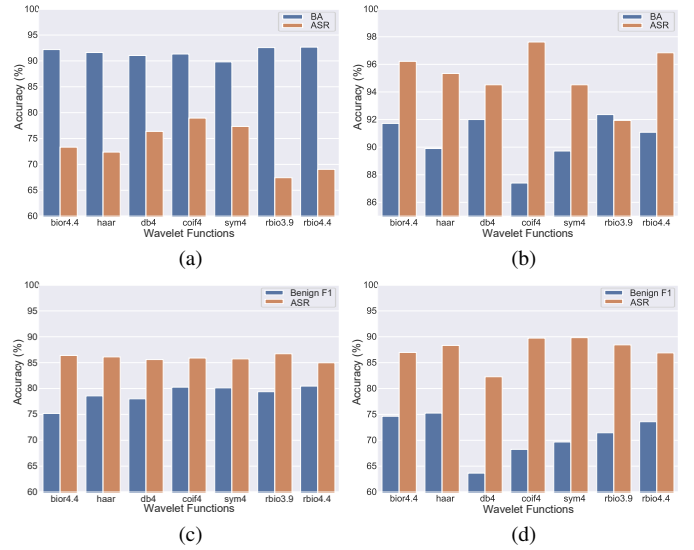 BA
ASR
100
95
90
85
80
75
70
65
60
Accuracy (%)
bior4.4 haar db4 coif4 sym4 rbio3.9 rbio4.4
Wavelet Functions
(a)
BA
ASR
100
98
96
94
92
90
88
86
Accuracy (%)
bior4.4 haar db4 coif4 sym4 rbio3.9 rbio4.4
Wavelet Functions
(b)
Benign F1
ASR
100
95
90
85
80
75
70
65
60
Accuracy (%)
bior4.4 haar db4 coif4 sym4 rbio3.9 rbio4.4
Wavelet Functions
(c)
Benign F1
ASR
100
95
90
85
80
75
70
65
60
Accuracy (%)
bior4.4 haar db4 coif4 sym4 rbio3.9 rbio4.4
Wavelet Functions
(d)